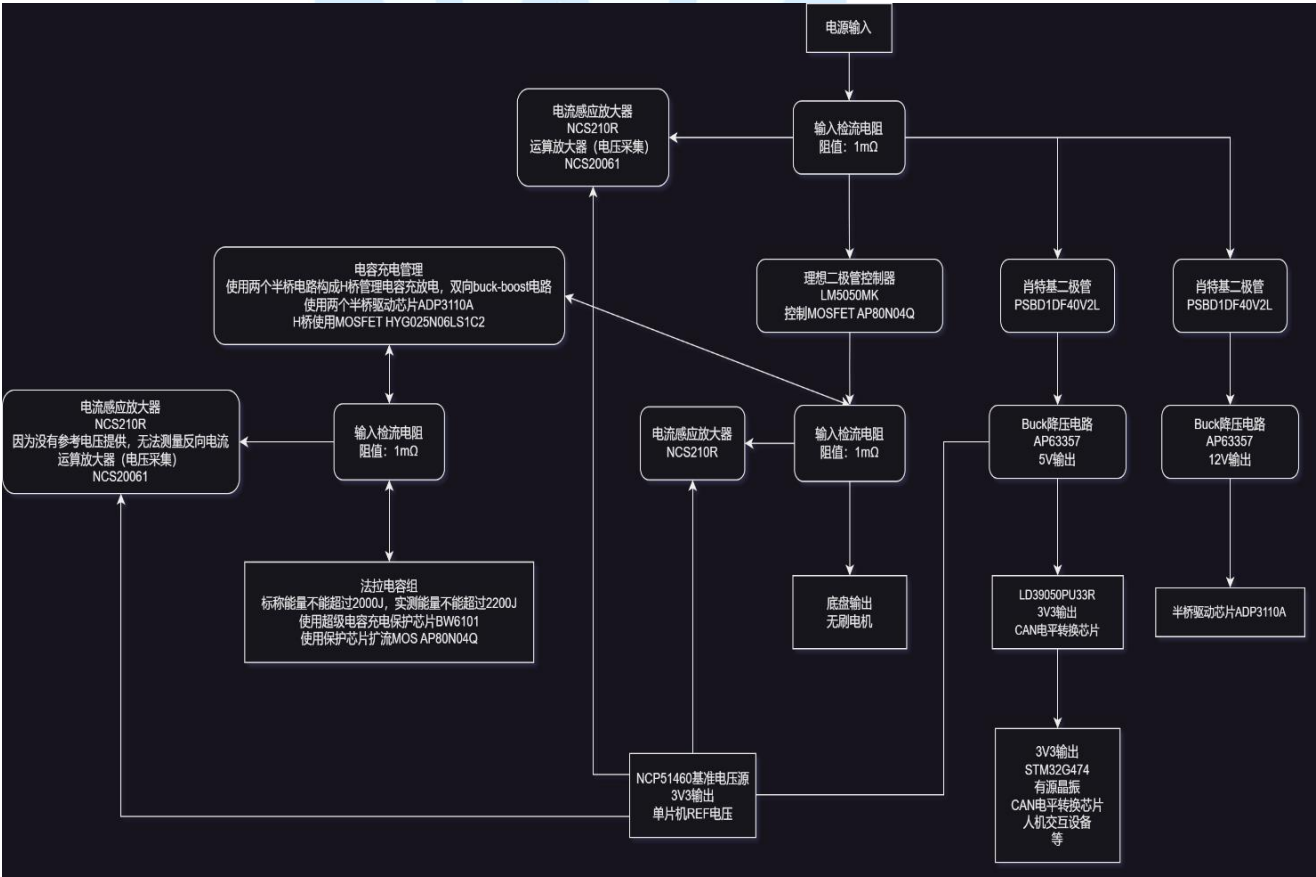 电源输入
电流感应放大器
NCS210R
运算放大器（电压采集）
NCS20061
输入检流电阻
阻值：1mΩ
电容充电管理
使用两个半桥电路构成H桥管理电容充放电，双向buck-boost电路
使用两个半桥驱动芯片ADP3110A
H桥使用MOSFET HYG025N06LS1C2
理想二极管控制器
LM5050MK
控制MOSFET AP80N04Q
肖特基二极管
PSBD1DF40V2L
肖特基二极管
PSBD1DF40V2L
电流感应放大器
NCS210R
因为没有参考电压提供，无法测量反向电流
运算放大器（电压采集）
NCS20061
输入检流电阻
阻值：1mΩ
电流感应放大器
NCS210R
输入检流电阻
阻值：1mΩ
Buck降压电路
AP63357
5V输出
Buck降压电路
AP63357
12V输出
法拉电容组
标称能量不能超过2000J，实测能量不能超过2200J
使用超级电容充电保护芯片BW6101
使用保护芯片扩流MOS AP80N04Q
底盘输出
无刷电机
LD39050PU33R
3V3输出
CAN电平转换芯片
半桥驱动芯片ADP3110A
NCP51460基准电压源
3V3输出
单片机REF电压
3V3输出
STM32G474
有源晶振
CAN电平转换芯片
人机交互设备
等